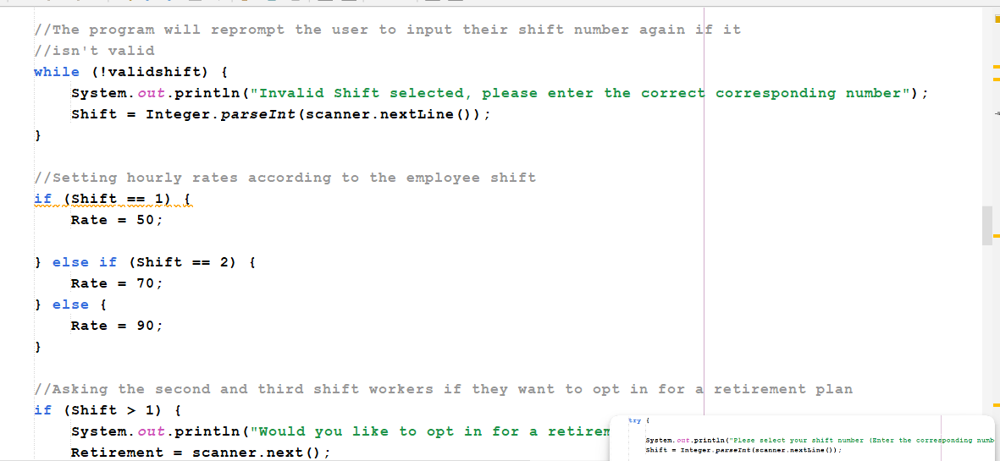 //The program will reprompt the user to input their shift number again if it
//isn't valid
while (!validshift) {
System.out.println("Invalid Shift selected, please enter the correct corresponding number");
Shift = Integer.parseInt(scanner.nextLine());
}
//Setting hourly rates according to the employee shift
if (Shift == 1) {
Rate = 50;
} else if (Shift == 2) {
Rate = 70;
} else {
Rate = 90;
}
//Asking the second and third shift workers if they want to opt in for a retirement plan
if (Shift > 1) {
System.out.println("Would you like to opt in for a retirem
Retirement = scanner.next();
try {
System.out.println("Plese select your shift number (Enter the corresponding numb
Shift = Integer.parseInt(scanner.nextLine());